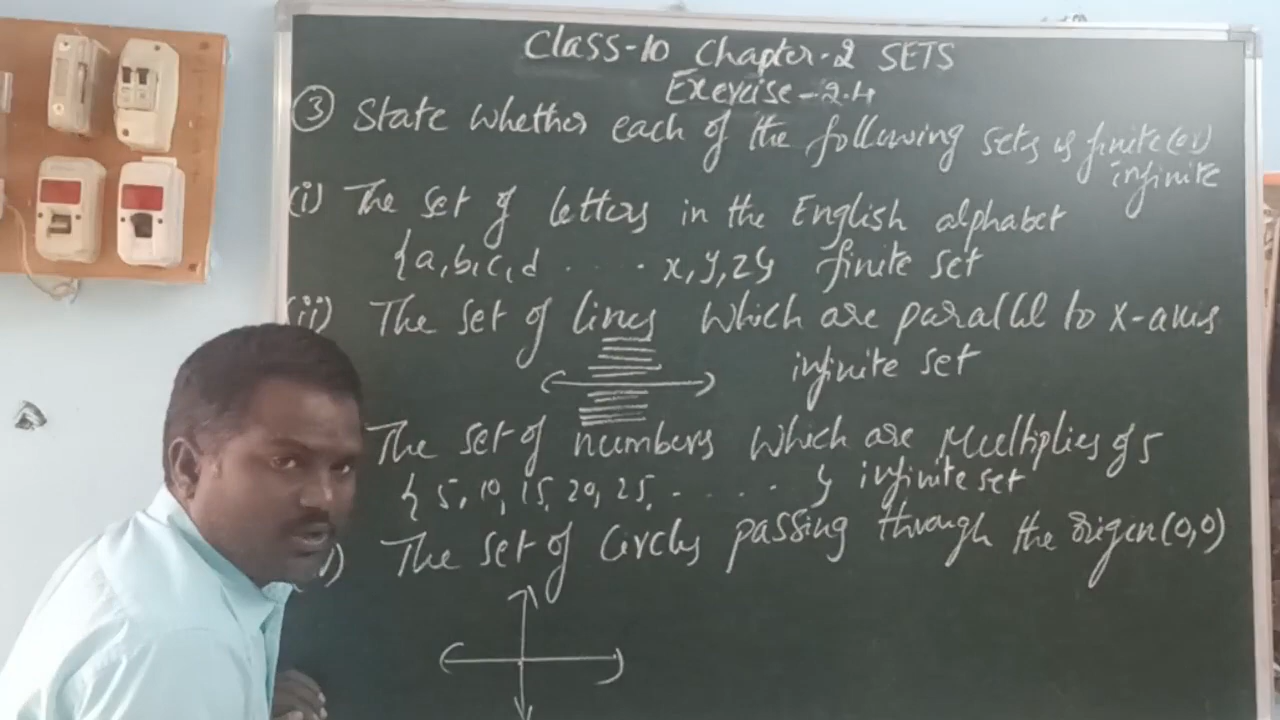 Class-10 Chapter-2 SETS
Exercise-2.4
③ State whether each of the following sets is finite (or)
infinite
(i) The set of letters in the English alphabet
{a, b, c, d . . . . x, y, z} finite set
(ii) The set of lines which are parallel to x-axis
infinite set
The set of numbers which are Multiplies of 5
{ 5, 10, 15, 20, 25, . . . . . } infinite set
) The set of Circles passing through the origen (0,0)